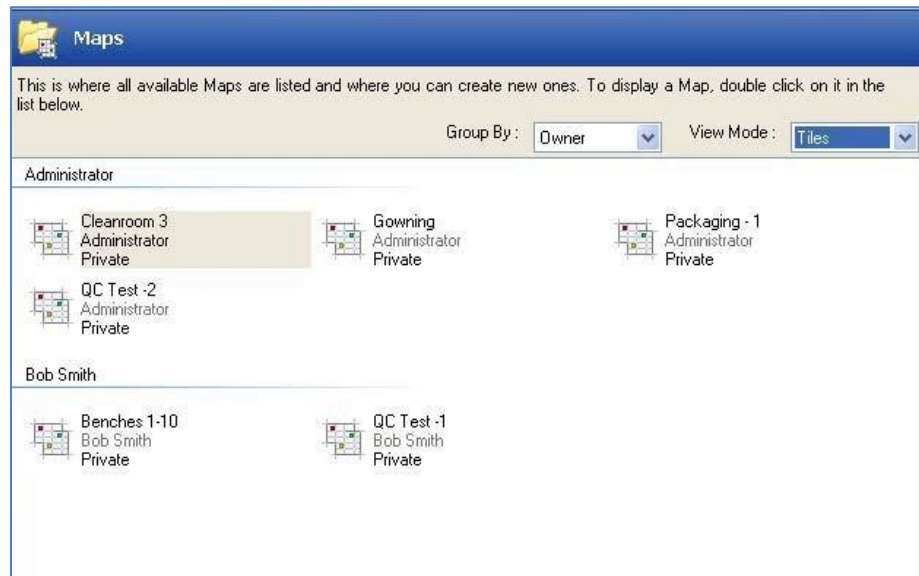 Maps
This is where all available Maps are listed and where you can create new ones. To display a Map, double click on it in the
list below.
Group By : Owner View Mode : Tiles
Administrator
Cleanroom 3
Administrator
Private
Gowning
Administrator
Private
Packaging - 1
Administrator
Private
QC Test -2
Administrator
Private
Bob Smith
Benches 1-10
Bob Smith
Private
QC Test -1
Bob Smith
Private